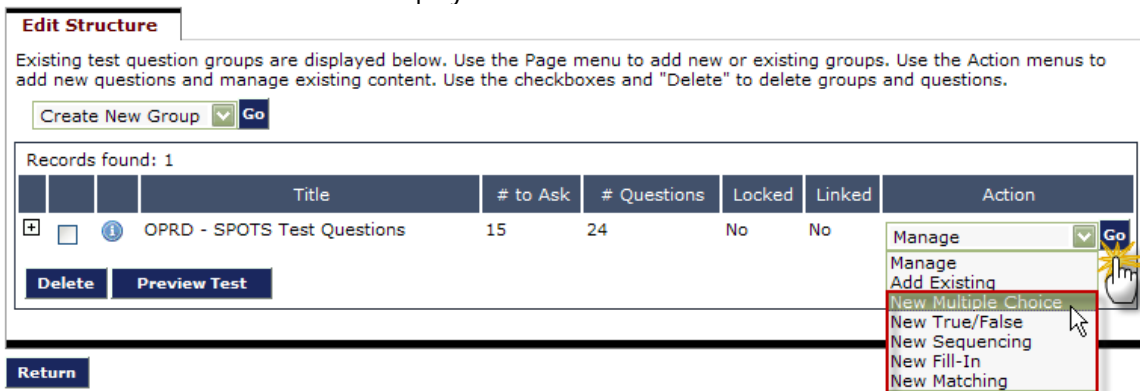 Edit Structure
Existing test question groups are displayed below. Use the Page menu to add new or existing groups. Use the Action menus to
add new questions and manage existing content. Use the checkboxes and "Delete" to delete groups and questions.
Create New Group Go
Records found: 1
Title # to Ask # Questions Locked Linked Action
OPRD - SPOTS Test Questions 15 24 No No Manage Go
Manage
Delete Preview Test
Add Existing
New Multiple Choice
New True/False
New Sequencing
New Fill-In
Return
New Matching